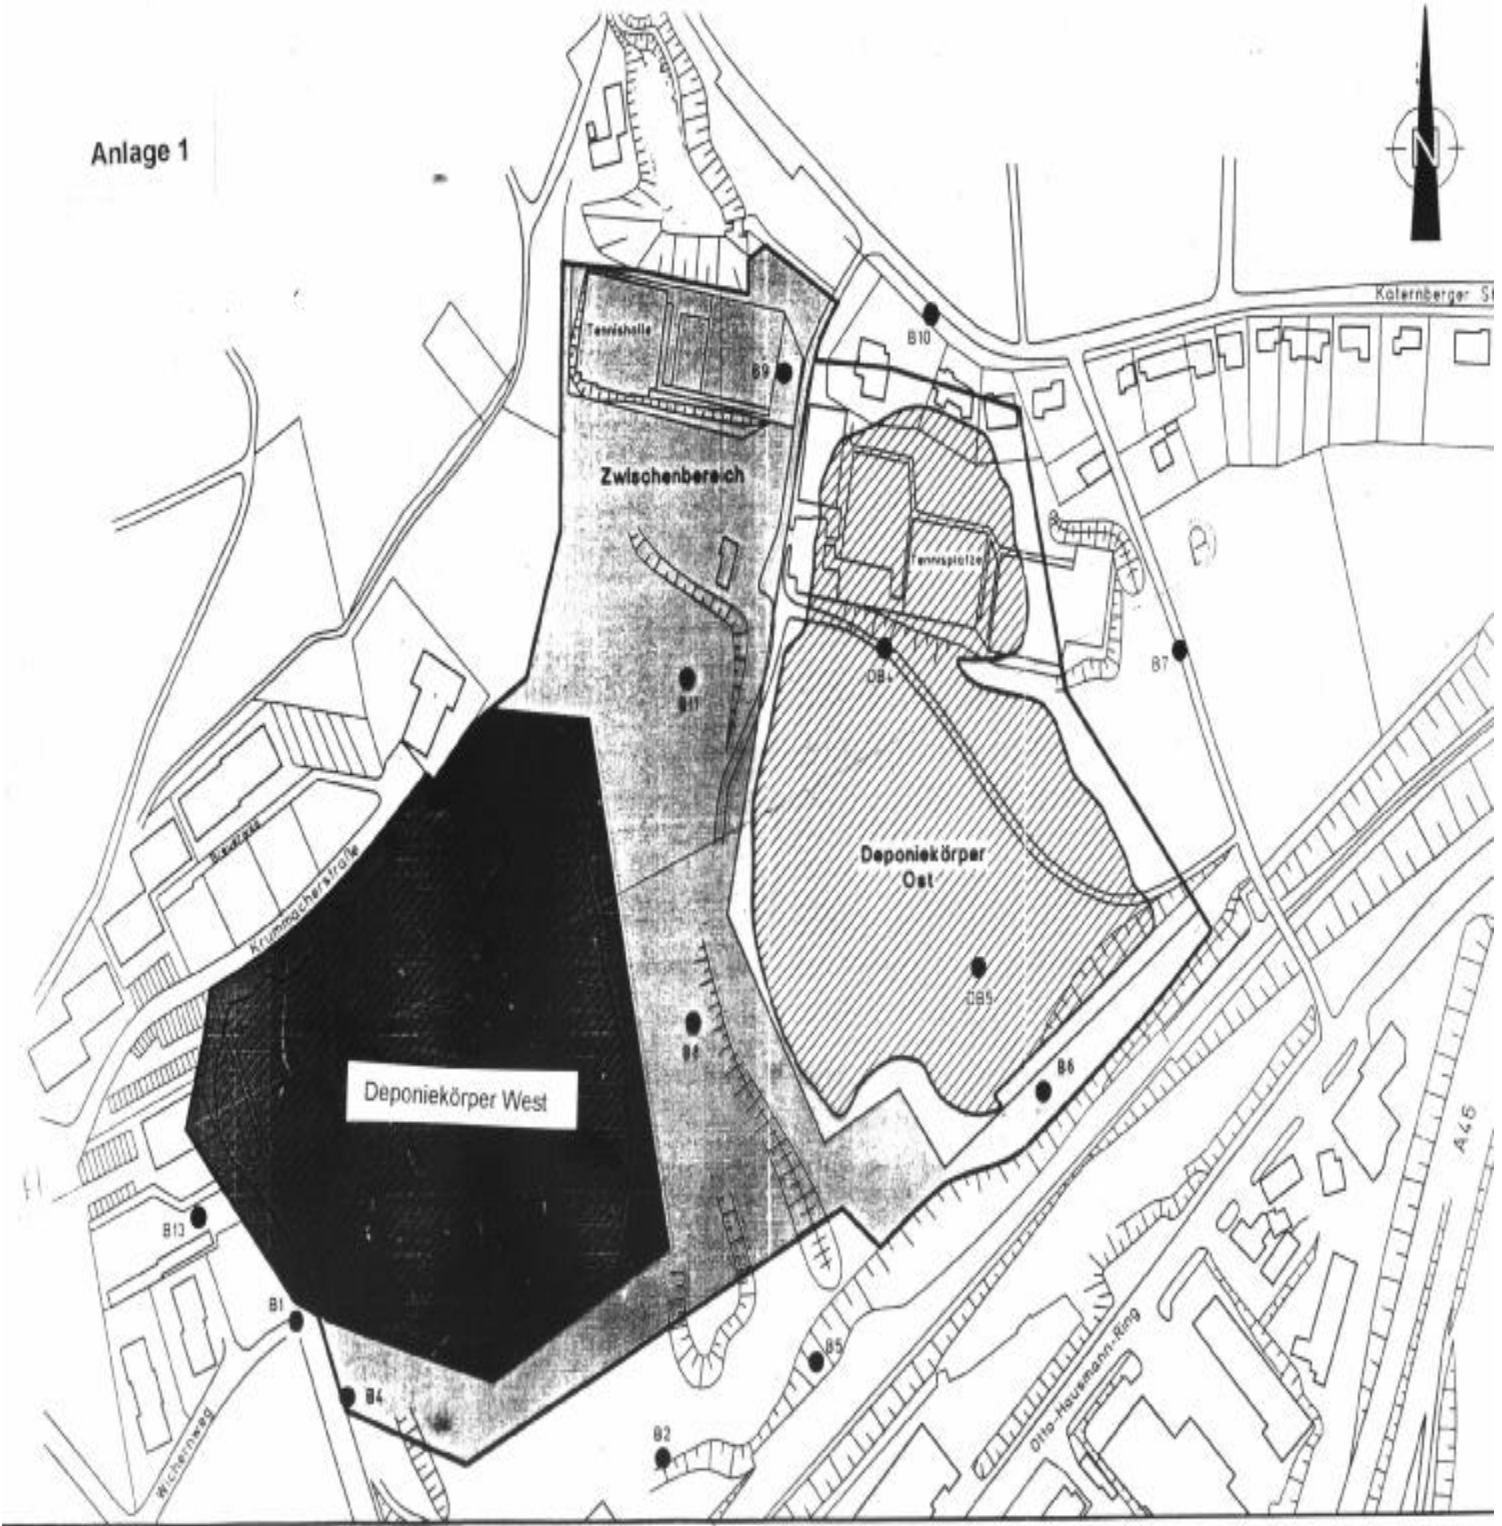 Anlage 1
N
Katernberger St
Tennishalle
B10
B9
Zwischenbereich
Tennisplätze
B7
DB4
B11
Deponiekörper
Ost
Krummacherstraße
DB5
B8
B6
Deponiekörper West
A 46
B13
B1
B5
B4
Otto-Hausmann-Ring
B2
Wichernweg